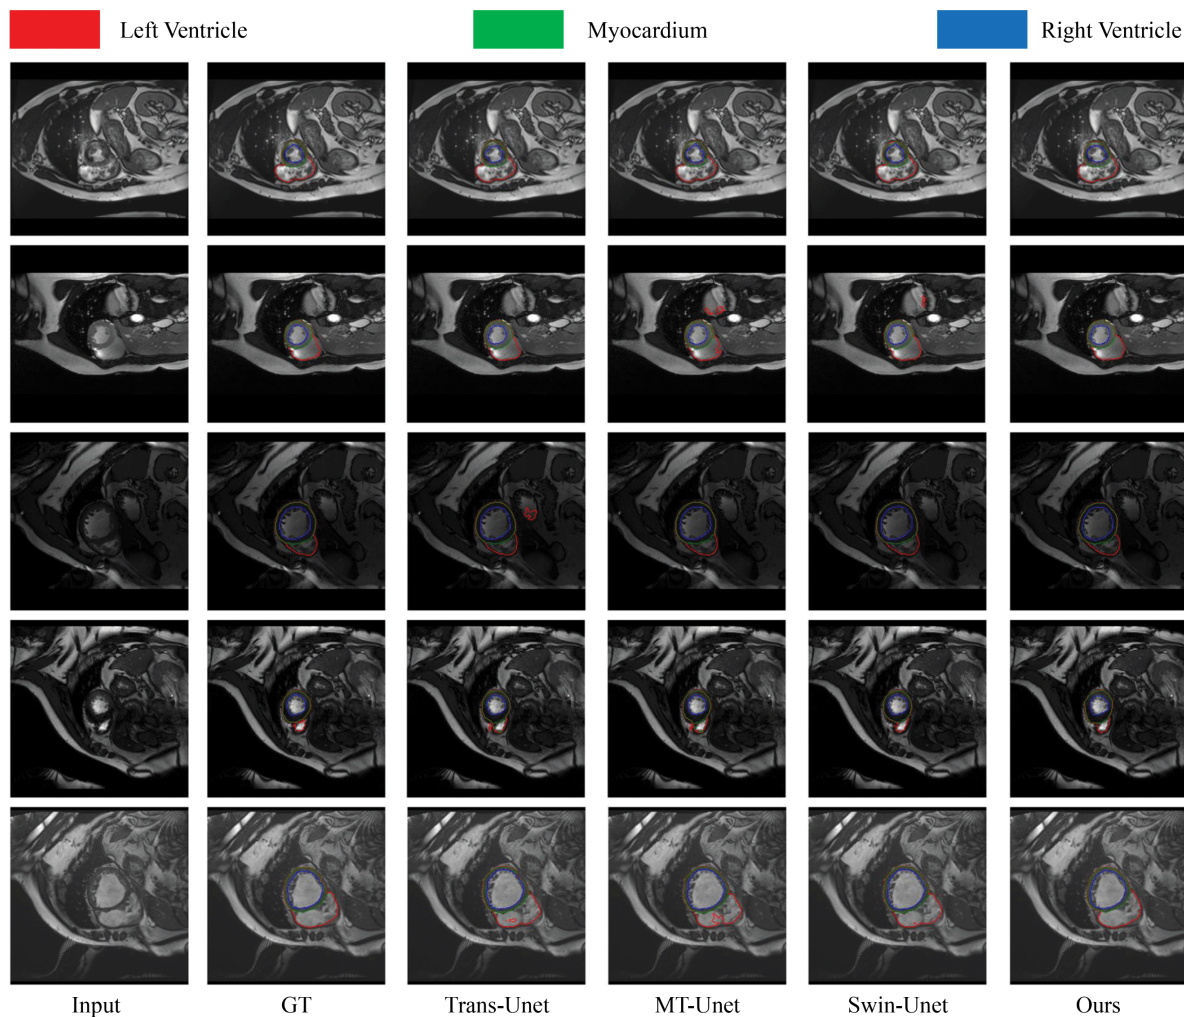 Left Ventricle
Myocardium
Right Ventricle
Input
GT
Trans-Unet
MT-Unet
Swin-Unet
Ours